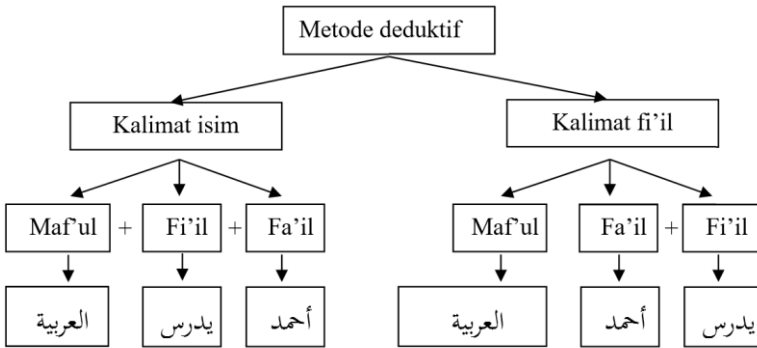 Metode deduktif
Kalimat isim
Kalimat fi’il
Maf’ul + Fi’il + Fa’il
Maf’ul Fa’il + Fi’il
العربية
يدرس
أحمد
العربية
أحمد
يدرس